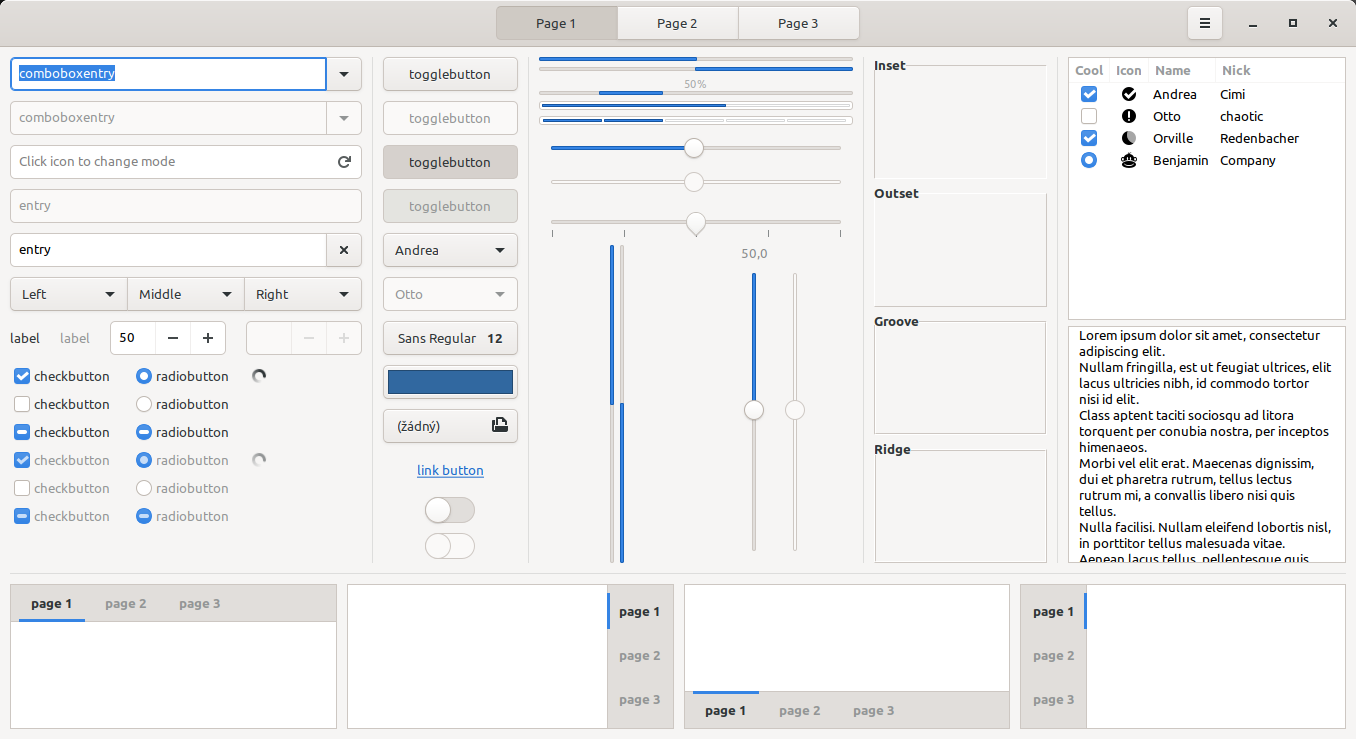 Page 1 Page 2 Page 3
comboboxentry
comboboxentry
Click icon to change mode
entry
entry
Left Middle Right
label label 50
checkbutton radiobutton
checkbutton radiobutton
checkbutton radiobutton
checkbutton radiobutton
checkbutton radiobutton
checkbutton radiobutton
togglebutton
togglebutton
togglebutton
togglebutton
Andrea
Otto
Sans Regular 12
(žádný)
link button
50%
50,0
Inset
Outset
Groove
Ridge
Cool Icon Name Nick
Andrea Cimi
Otto chaotic
Orville Redenbacher
Benjamin Company
Lorem ipsum dolor sit amet, consectetur
adipiscing elit.
Nullam fringilla, est ut feugiat ultrices, elit
lacus ultricies nibh, id commodo tortor
nisi id elit.
Class aptent taciti sociosqu ad litora
torquent per conubia nostra, per inceptos
himenaeos.
Morbi vel elit erat. Maecenas dignissim,
dui et pharetra rutrum, tellus lectus
rutrum mi, a convallis libero nisi quis
tellus.
Nulla facilisi. Nullam eleifend lobortis nisl,
in porttitor tellus malesuada vitae.
Aenean lacus tellus, pellentesque quis
page 1 page 2 page 3
page 1
page 2
page 3
page 1 page 2 page 3
page 1
page 2
page 3